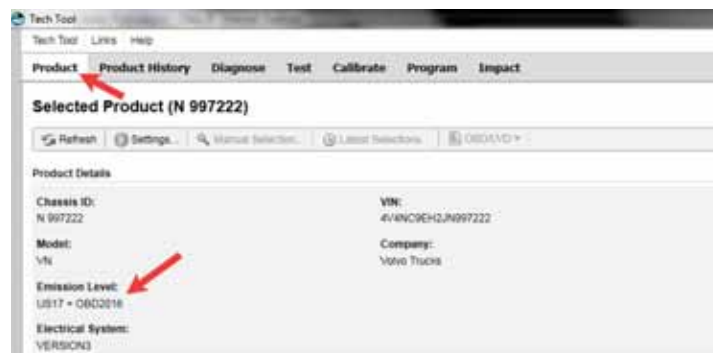 Tech Tool
Tech Tool Links Help
Product Product History Diagnose Test Calibrate Program Impact
Selected Product (N 997222)
Refresh Settings... Manual Selection... Latest Selections OBD/LVD
Product Details
Chassis ID: VIN:
N 997222 4V4NC9EH2JN997222
Model: Company:
VN Volvo Trucks
Emission Level:
US17 + OBD2016
Electrical System:
VERSION3